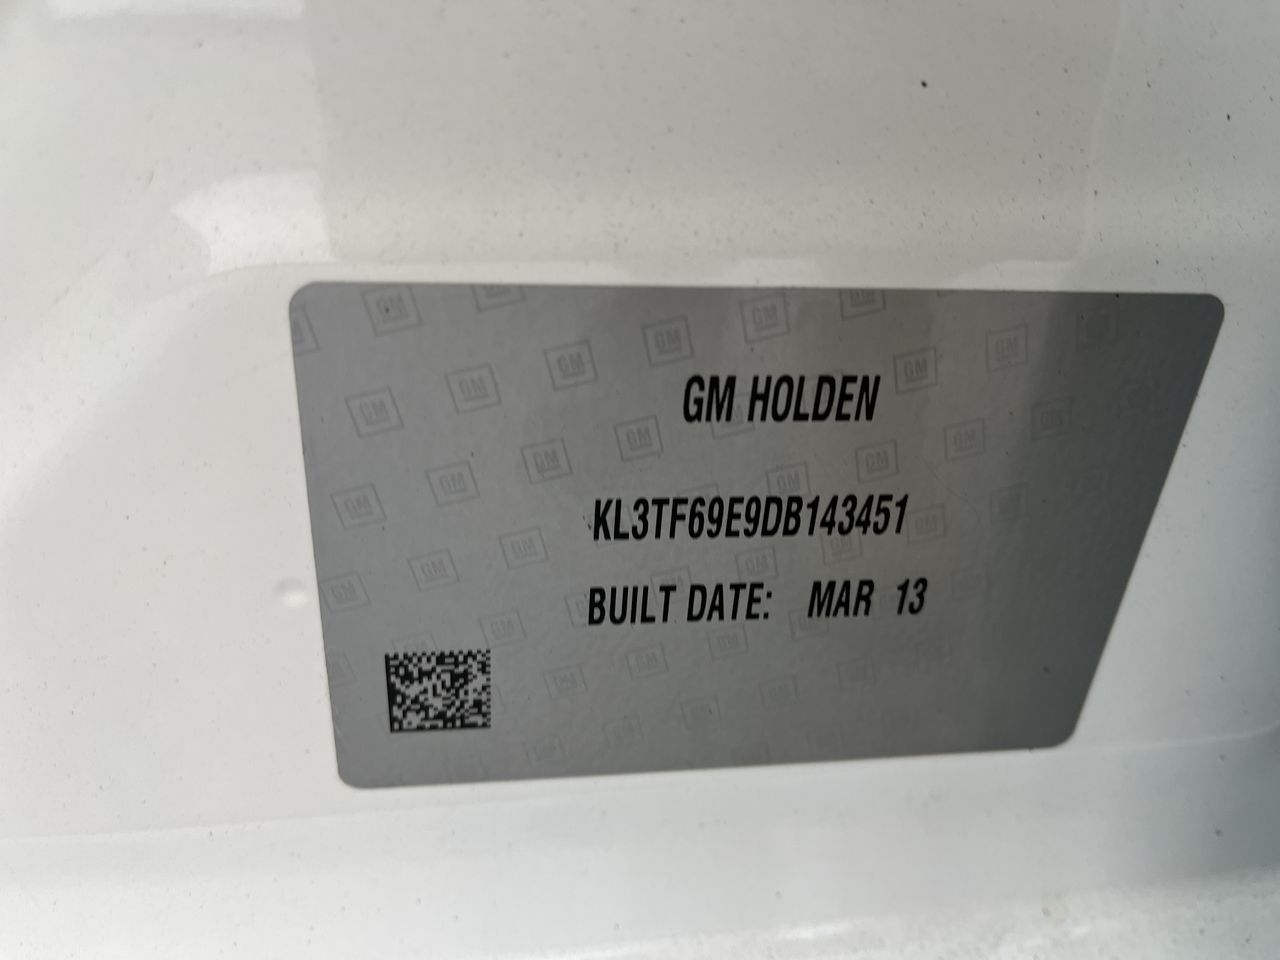 GM HOLDEN
KL3TF69E9DB143451
BUILT DATE: MAR 13